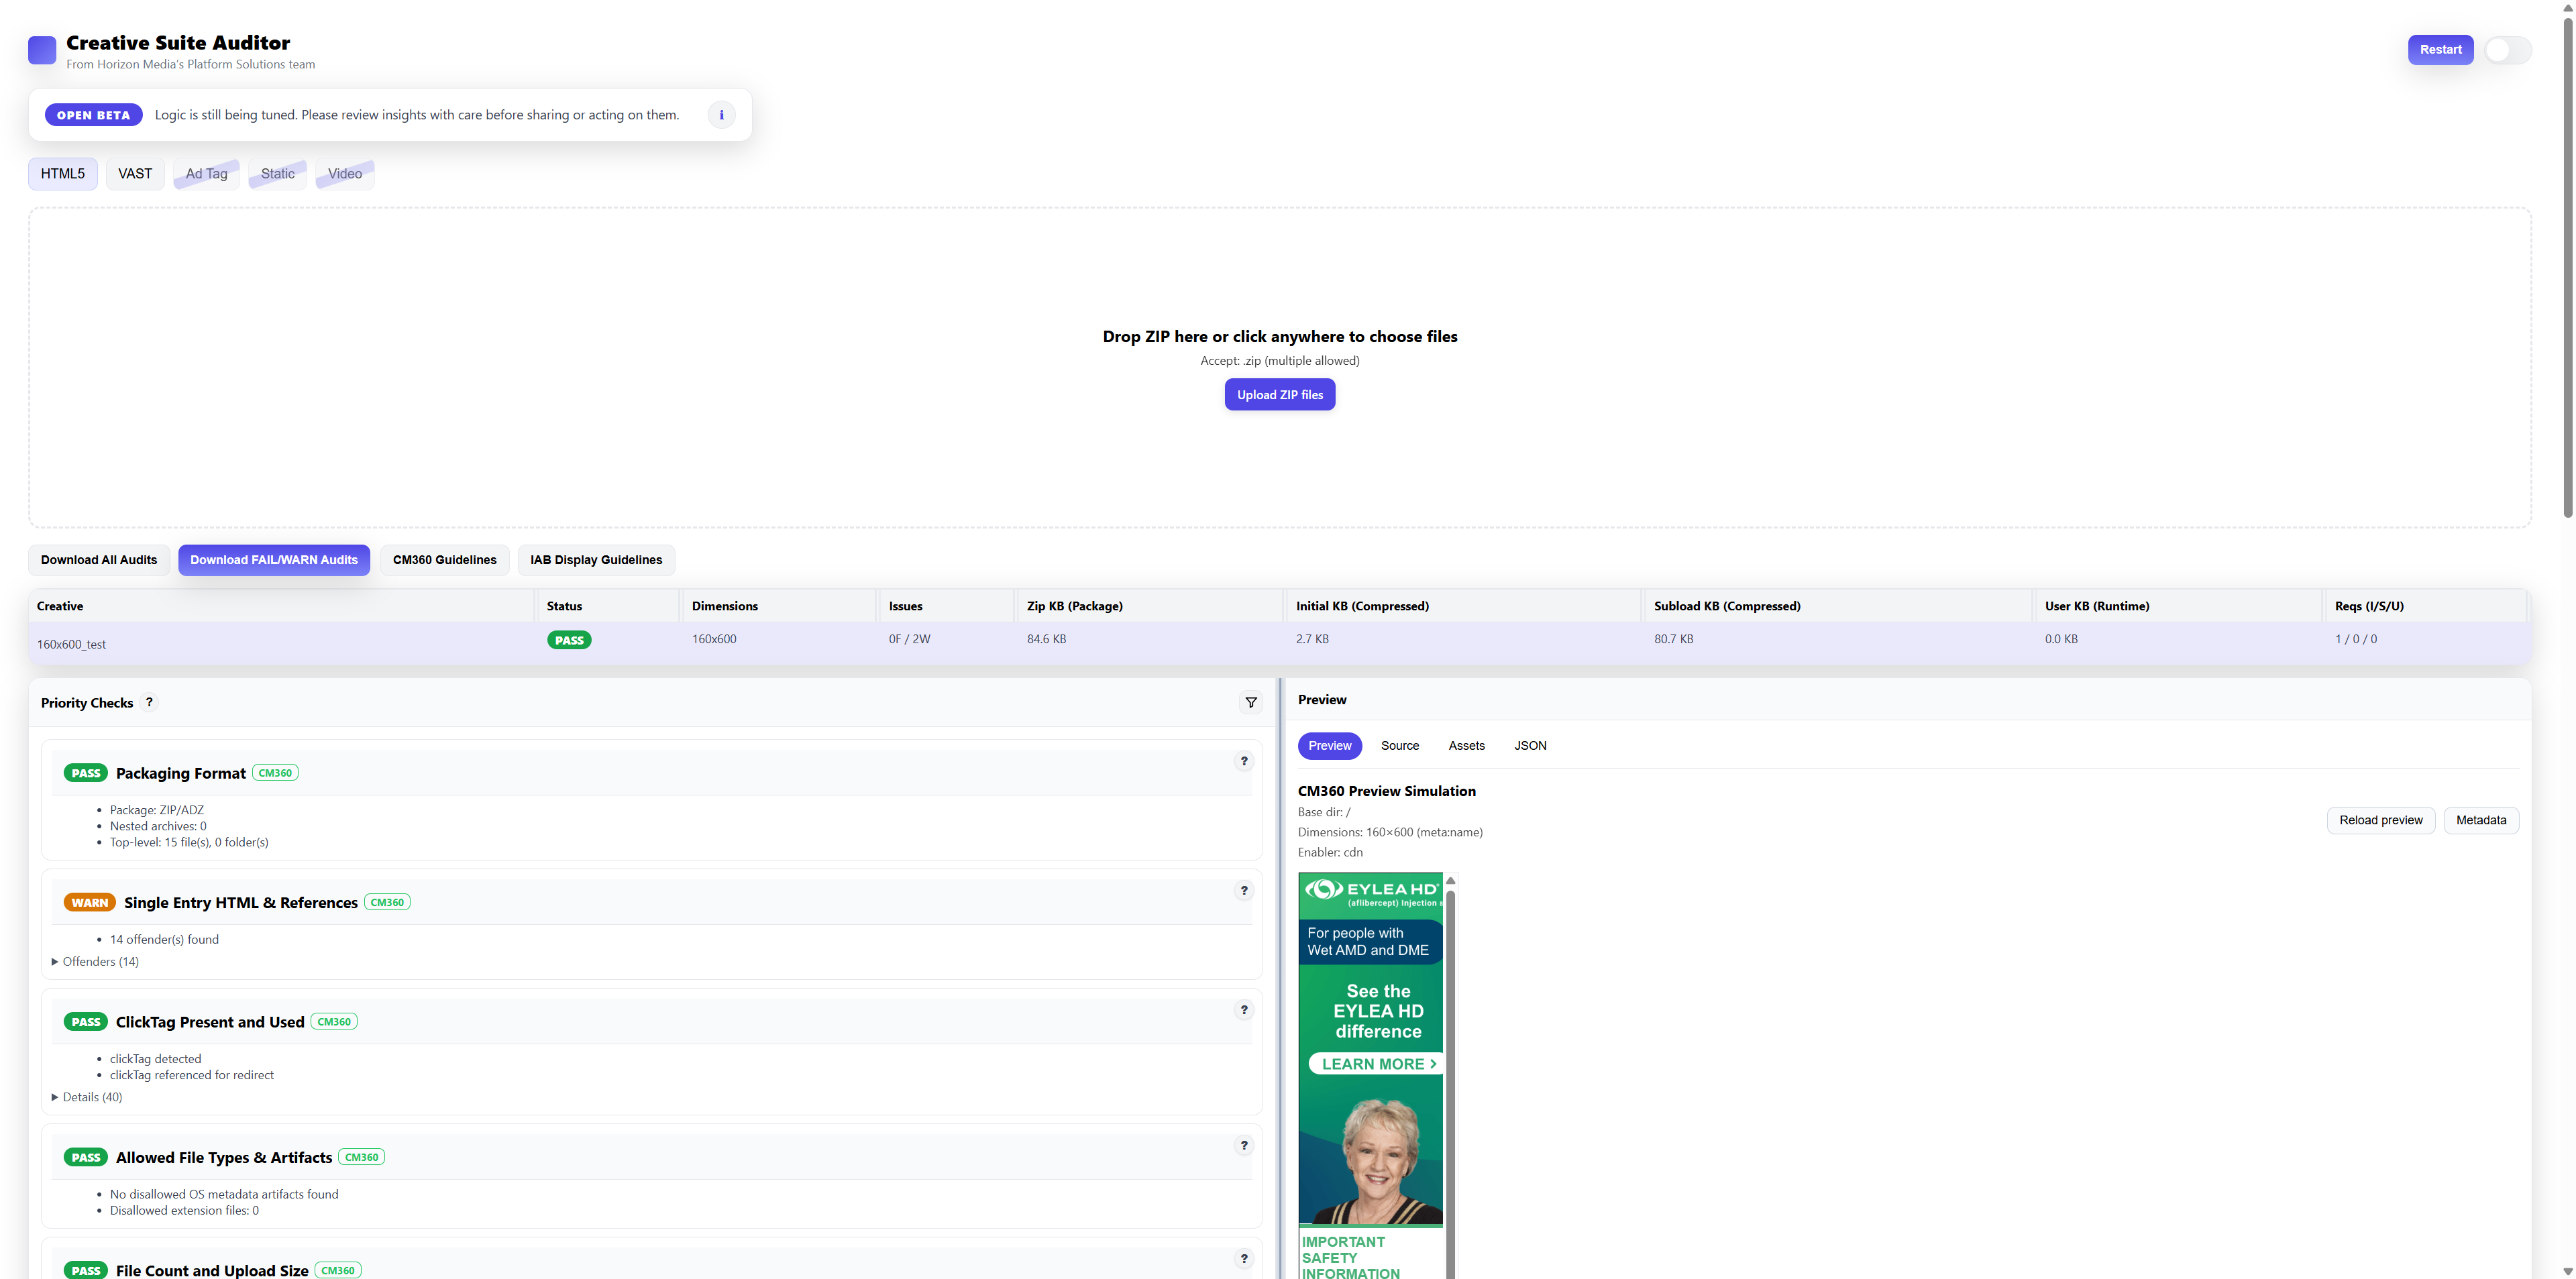 Creative Suite Auditor
From Horizon Media's Platform Solutions team
Restart
OPEN BETA Logic is still being tuned. Please review insights with care before sharing or acting on them. i
HTML5 VAST Ad Tag Static Video
Drop ZIP here or click anywhere to choose files
Accept: .zip (multiple allowed)
Upload ZIP files
Download All Audits Download FAIL/WARN Audits CM360 Guidelines IAB Display Guidelines
Creative Status Dimensions Issues Zip KB (Package) Initial KB (Compressed) Subload KB (Compressed) User KB (Runtime) Reqs (I/S/U)
160x600_test PASS 160x600 0F / 2W 84.6 KB 2.7 KB 80.7 KB 0.0 KB 1 / 0 / 0
Priority Checks ?
PASS Packaging Format CM360 ?
• Package: ZIP/ADZ
• Nested archives: 0
• Top-level: 15 file(s), 0 folder(s)
WARN Single Entry HTML & References CM360 ?
• 14 offender(s) found
Offenders (14)
PASS ClickTag Present and Used CM360 ?
• clickTag detected
• clickTag referenced for redirect
Details (40)
PASS Allowed File Types & Artifacts CM360 ?
• No disallowed OS metadata artifacts found
• Disallowed extension files: 0
PASS File Count and Upload Size CM360 ?
Preview
Preview Source Assets JSON
CM360 Preview Simulation
Base dir: /
Dimensions: 160×600 (meta:name)
Enabler: cdn
Reload preview Metadata
EYLEA HD
(aflibercept) Injection
For people with
Wet AMD and DME
See the
EYLEA HD
difference
LEARN MORE >
IMPORTANT
SAFETY
INFORMATION